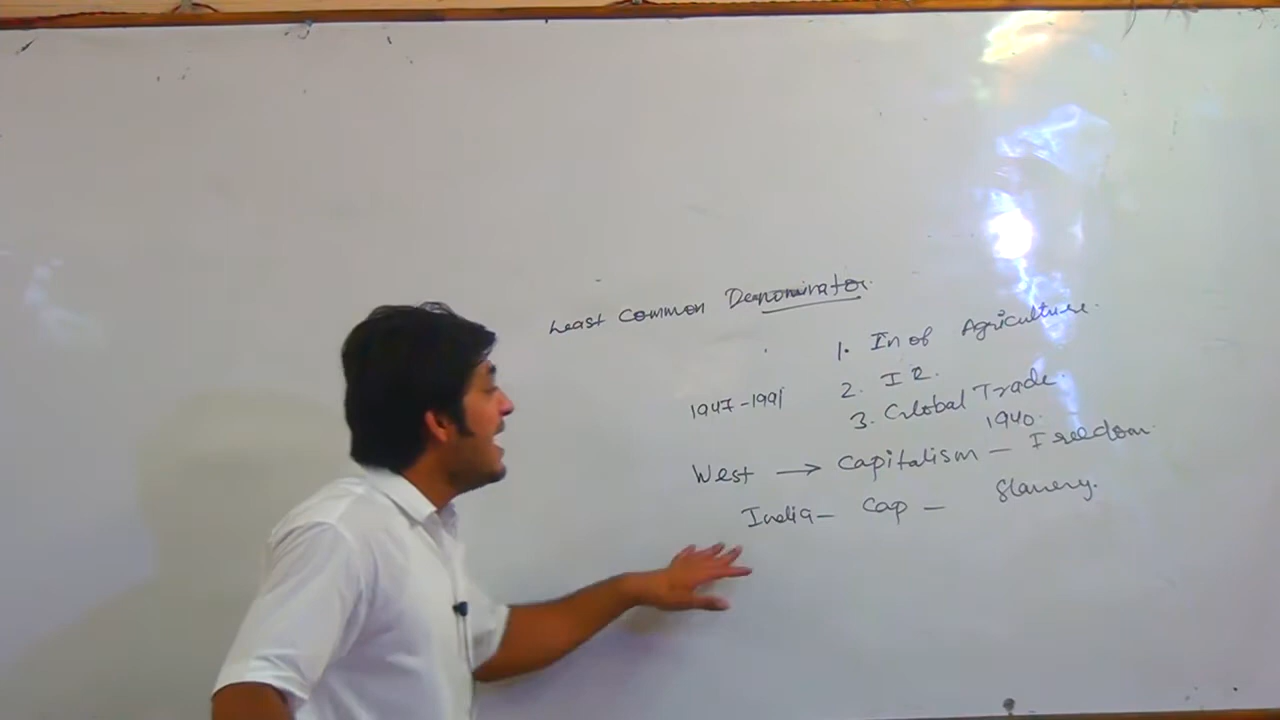 Least Common Denominator.
1. In of Agriculture.
2. I R.
1947-1991
3. Global Trade.
1940.
West → Capitalism - Freedom.
India - Cap - Slavery.